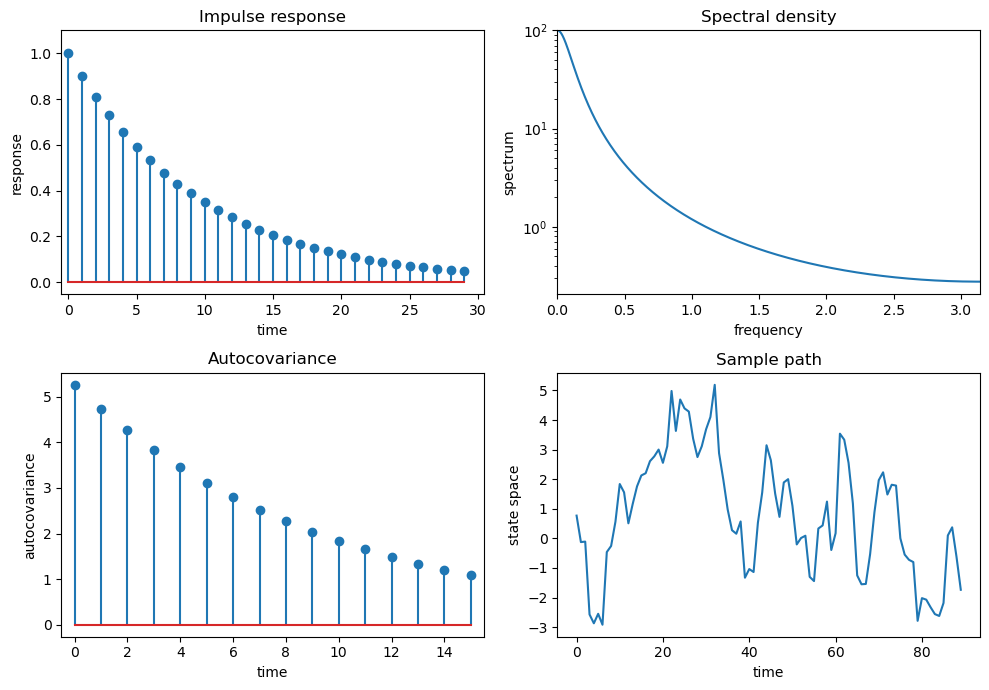 Impulse response
response
1.0
0.8
0.6
0.4
0.2
0.0
0 5 10 15 20 25 30
time
Spectral density
spectrum
10²
10¹
10⁰
0.0 0.5 1.0 1.5 2.0 2.5 3.0
frequency
Autocovariance
autocovariance
5
4
3
2
1
0
0 2 4 6 8 10 12 14
time
Sample path
state space
5
4
3
2
1
0
−1
−2
−3
0 20 40 60 80
time